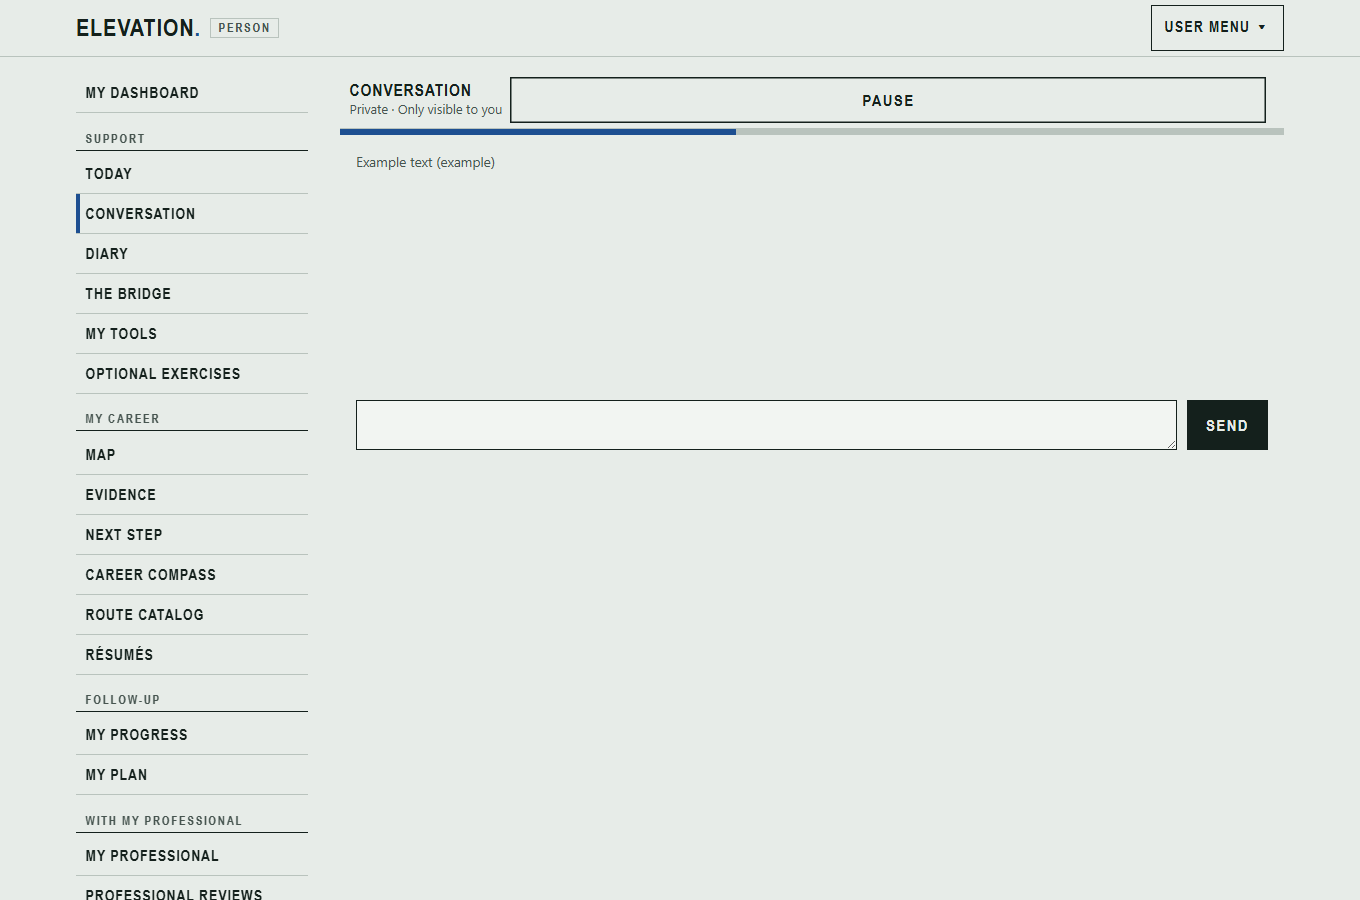 ELEVATION. PERSON
USER MENU
MY DASHBOARD
SUPPORT
TODAY
CONVERSATION
DIARY
THE BRIDGE
MY TOOLS
OPTIONAL EXERCISES
MY CAREER
MAP
EVIDENCE
NEXT STEP
CAREER COMPASS
ROUTE CATALOG
RÉSUMÉS
FOLLOW-UP
MY PROGRESS
MY PLAN
WITH MY PROFESSIONAL
MY PROFESSIONAL
PROFESSIONAL REVIEWS
CONVERSATION
Private · Only visible to you
PAUSE
Example text (example)
SEND